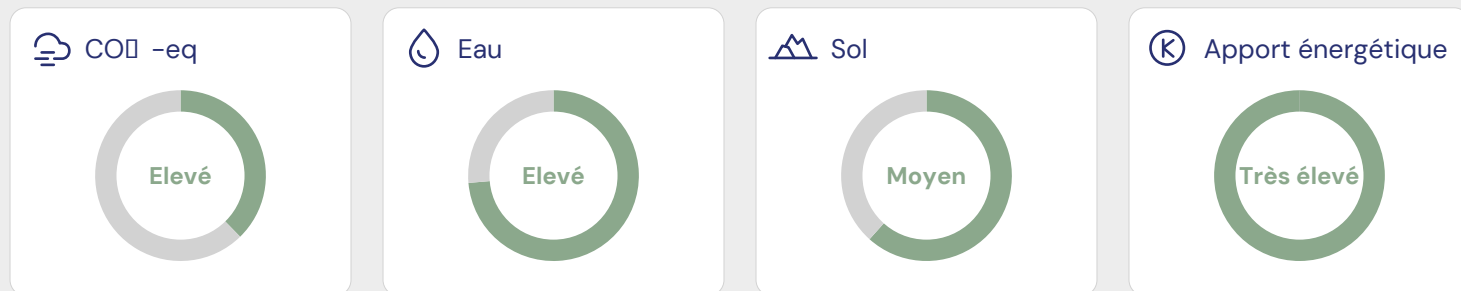 CO▯ -eq
Elevé
Eau
Elevé
Sol
Moyen
Apport énergétique
Très élevé